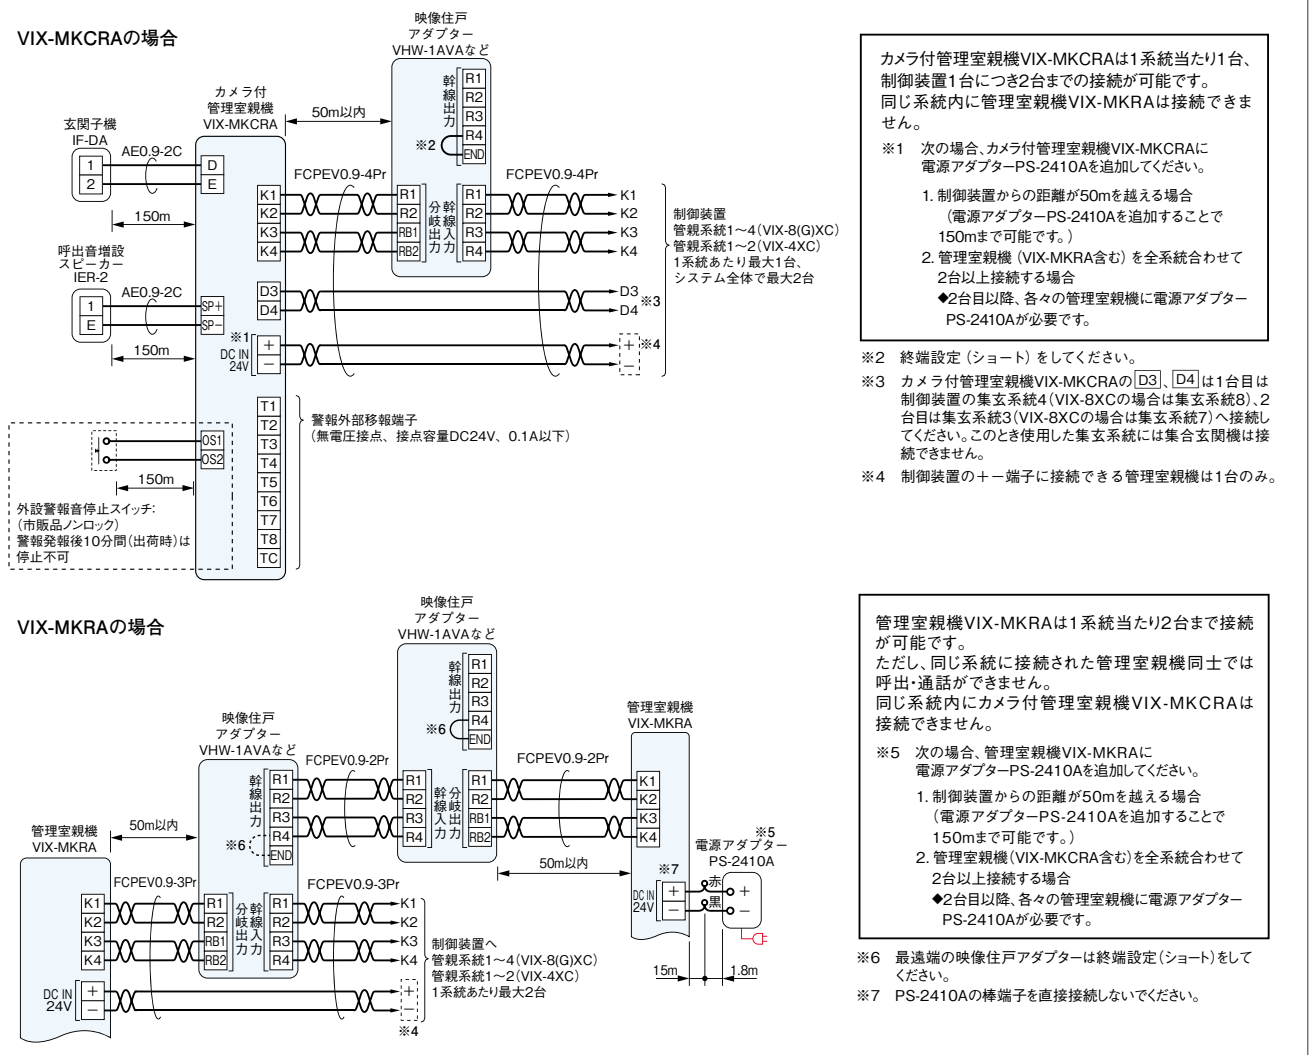 VIX-MKCRAの場合
映像住戸
アダプター
VHW-1AVAなど
幹線出力
R1
R2
R3
R4
END
※2
カメラ付
管理室親機
VIX-MKCRA
50m以内
玄関子機
IF-DA
1
2
AE0.9-2C
D
E
150m
呼出音増設
スピーカー
IER-2
1
E
AE0.9-2C
SP+
SP-
150m
FCPEV0.9-4Pr
FCPEV0.9-4Pr
K1
K2
K3
K4
R1
R2
RB1
RB2
分岐出力
幹線入力
R1
R2
R3
R4
K1
K2
K3
K4
制御装置
管親系統1~4(VIX-8(G)XC)
管親系統1~2(VIX-4XC)
1系統あたり最大1台、
システム全体で最大2台
D3
D4
D3
D4
※3
※1
DC IN
24V
+
−
+
−
※4
T1
T2
T3
T4
T5
T6
T7
T8
TC
警報外部移報端子
(無電圧接点、接点容量DC24V、0.1A以下)
OS1
OS2
150m
外設警報音停止スイッチ:
(市販品ノンロック)
警報発報後10分間(出荷時)は
停止不可
カメラ付管理室親機VIX-MKCRAは1系統当たり1台、
制御装置1台につき2台までの接続が可能です。
同じ系統内に管理室親機VIX-MKRAは接続できま
せん。
※1 次の場合、カメラ付管理室親機VIX-MKCRAに
電源アダプターPS-2410Aを追加してください。
1. 制御装置からの距離が50mを越える場合
(電源アダプターPS-2410Aを追加することで
150mまで可能です。)
2. 管理室親機(VIX-MKRA含む)を全系統合わせて
2台以上接続する場合
◆2台目以降、各々の管理室親機に電源アダプター
PS-2410Aが必要です。
※2 終端設定(ショート)をしてください。
※3 カメラ付管理室親機VIX-MKCRAの D3 、D4 は1台目は
制御装置の集玄系統4(VIX-8XCの場合は集玄系統8)、2
台目は集玄系統3(VIX-8XCの場合は集玄系統7)へ接続し
てください。このとき使用した集玄系統には集合玄関機は接
続できません。
※4 制御装置の+−端子に接続できる管理室親機は1台のみ。
VIX-MKRAの場合
映像住戸
アダプター
VHW-1AVAなど
幹線出力
R1
R2
R3
R4
END
※6
映像住戸
アダプター
VHW-1AVAなど
幹線出力
R1
R2
R3
R4
END
※6
FCPEV0.9-2Pr
R1
R2
R3
R4
幹線入力
分岐出力
R1
R2
RB1
RB2
FCPEV0.9-2Pr
管理室親機
VIX-MKRA
K1
K2
K3
K4
50m以内
※7
DC IN
24V
+
−
赤
黒
※5
電源アダプター
PS-2410A
+
−
15m
1.8m
管理室親機
VIX-MKRA
50m以内
FCPEV0.9-3Pr
FCPEV0.9-3Pr
K1
K2
K3
K4
R1
R2
RB1
RB2
分岐出力
幹線入力
R1
R2
R3
R4
K1
K2
K3
K4
制御装置へ
管親系統1~4(VIX-8(G)XC)
管親系統1~2(VIX-4XC)
1系統あたり最大2台
DC IN
24V
+
−
+
−
※4
管理室親機VIX-MKRAは1系統当たり2台まで接続
が可能です。
ただし、同じ系統に接続された管理室親機同士では
呼出・通話ができません。
同じ系統内にカメラ付管理室親機VIX-MKCRAは
接続できません。
※5 次の場合、管理室親機VIX-MKRAに
電源アダプターPS-2410Aを追加してください。
1. 制御装置からの距離が50mを越える場合
(電源アダプターPS-2410Aを追加することで
150mまで可能です。)
2. 管理室親機(VIX-MKCRA含む)を全系統合わせて
2台以上接続する場合
◆2台目以降、各々の管理室親機に電源アダプター
PS-2410Aが必要です。
※6 最遠端の映像住戸アダプターは終端設定(ショート)をして
ください。
※7 PS-2410Aの棒端子を直接接続しないでください。